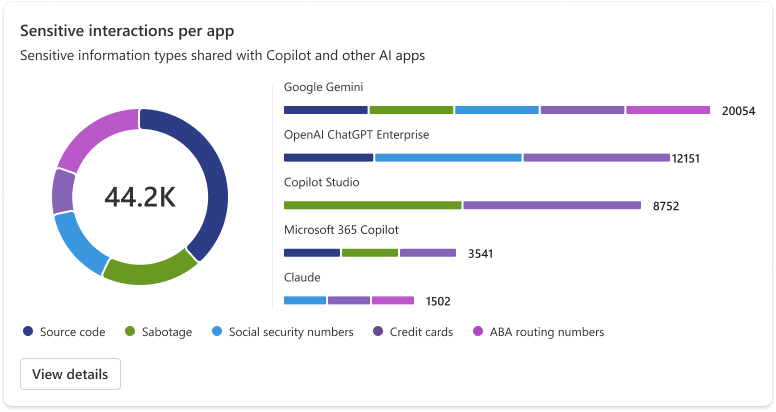 Sensitive interactions per app
Sensitive information types shared with Copilot and other AI apps
44.2K
Google Gemini
20054
OpenAI ChatGPT Enterprise
12151
Copilot Studio
8752
Microsoft 365 Copilot
3541
Claude
1502
Source code Sabotage Social security numbers Credit cards ABA routing numbers
View details